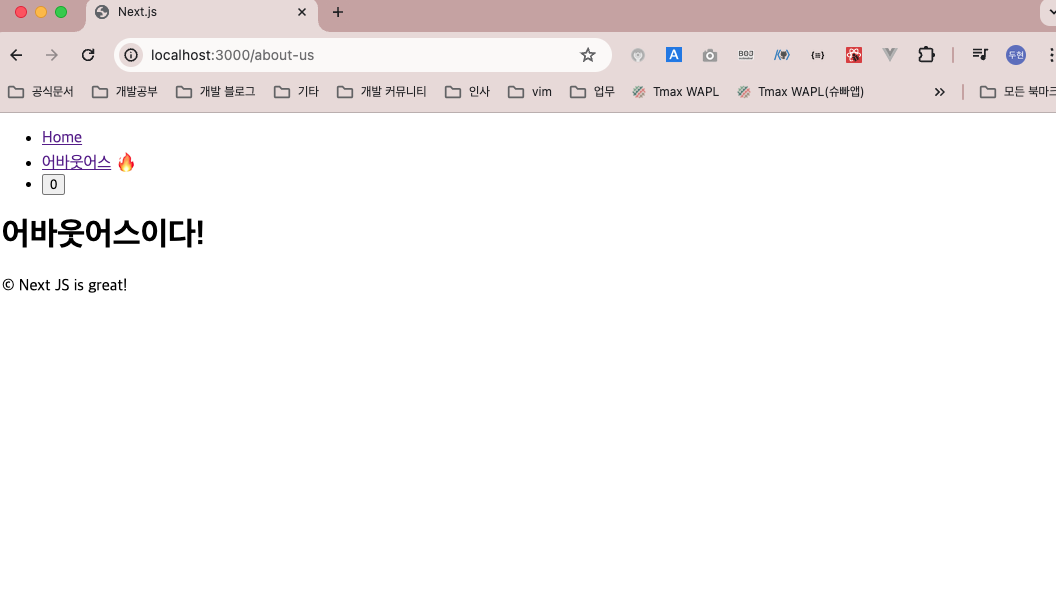 Next.js
localhost:3000/about-us
두현
공식문서 개발공부 개발 블로그 기타 개발 커뮤니티 인사 vim 업무 Tmax WAPL Tmax WAPL(슈빠앱) 모든 북마크
Home
어바웃어스 🔥
0
어바웃어스이다!
© Next JS is great!